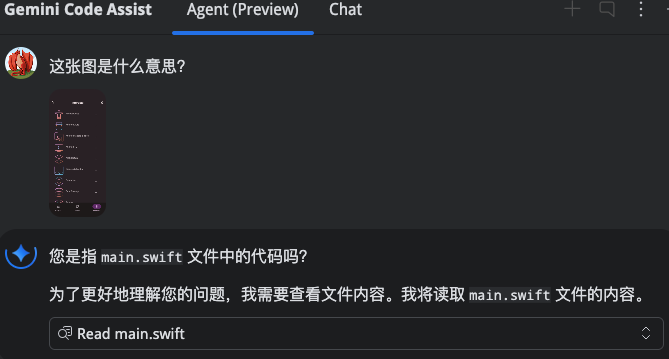 Gemini Code Assist Agent (Preview) Chat
这张图是什么意思?
您是指 main.swift 文件中的代码吗?
为了更好地理解您的问题，我需要查看文件内容。我将读取 main.swift 文件的内容。
Read main.swift